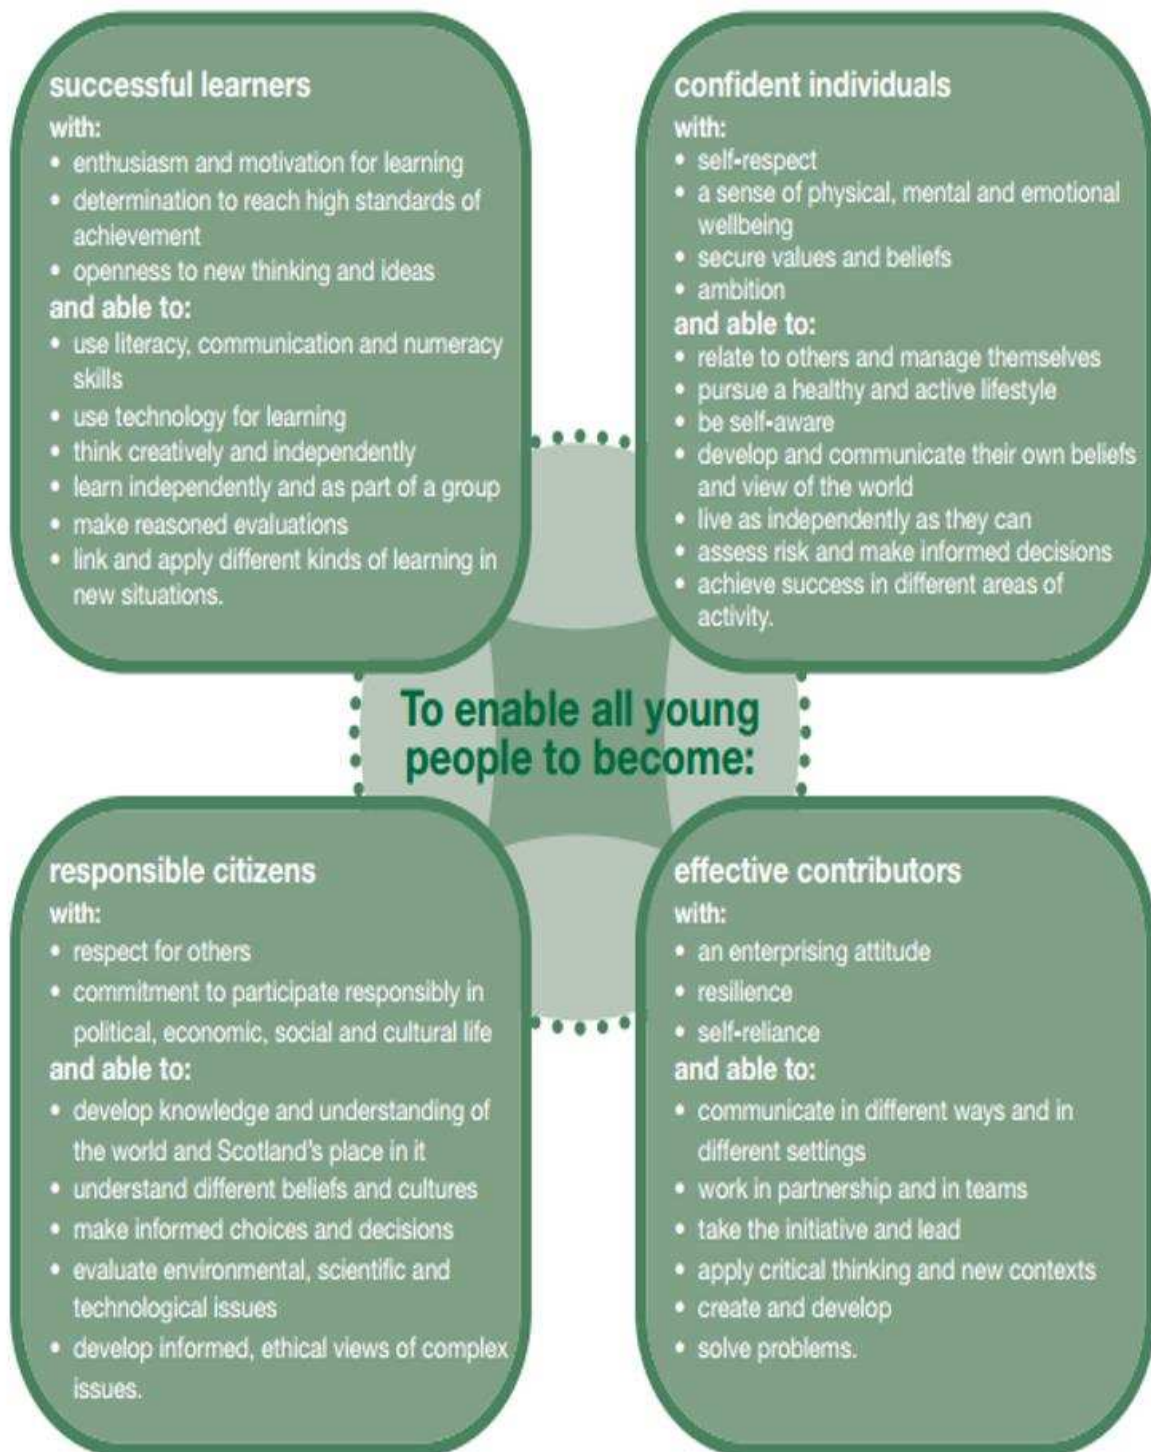 successful learners
with:
• enthusiasm and motivation for learning
• determination to reach high standards of
achievement
• openness to new thinking and ideas
and able to:
• use literacy, communication and numeracy
skills
• use technology for learning
• think creatively and independently
• learn independently and as part of a group
• make reasoned evaluations
• link and apply different kinds of learning in
new situations.
confident individuals
with:
• self-respect
• a sense of physical, mental and emotional
wellbeing
• secure values and beliefs
• ambition
and able to:
• relate to others and manage themselves
• pursue a healthy and active lifestyle
• be self-aware
• develop and communicate their own beliefs
and view of the world
• live as independently as they can
• assess risk and make informed decisions
• achieve success in different areas of
activity.
To enable all young
people to become:
responsible citizens
with:
• respect for others
• commitment to participate responsibly in
political, economic, social and cultural life
and able to:
• develop knowledge and understanding of
the world and Scotland's place in it
• understand different beliefs and cultures
• make informed choices and decisions
• evaluate environmental, scientific and
technological issues
• develop informed, ethical views of complex
issues.
effective contributors
with:
• an enterprising attitude
• resilience
• self-reliance
and able to:
• communicate in different ways and in
different settings
• work in partnership and in teams
• take the initiative and lead
• apply critical thinking and new contexts
• create and develop
• solve problems.